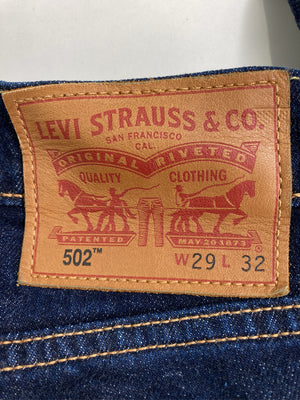 LEVI STRAUSS & CO.
SAN FRANCISCO
CAL.
ORIGINAL RIVETED
QUALITY CLOTHING
PATENTED MAY 20 1873
502™ W 29 L 32